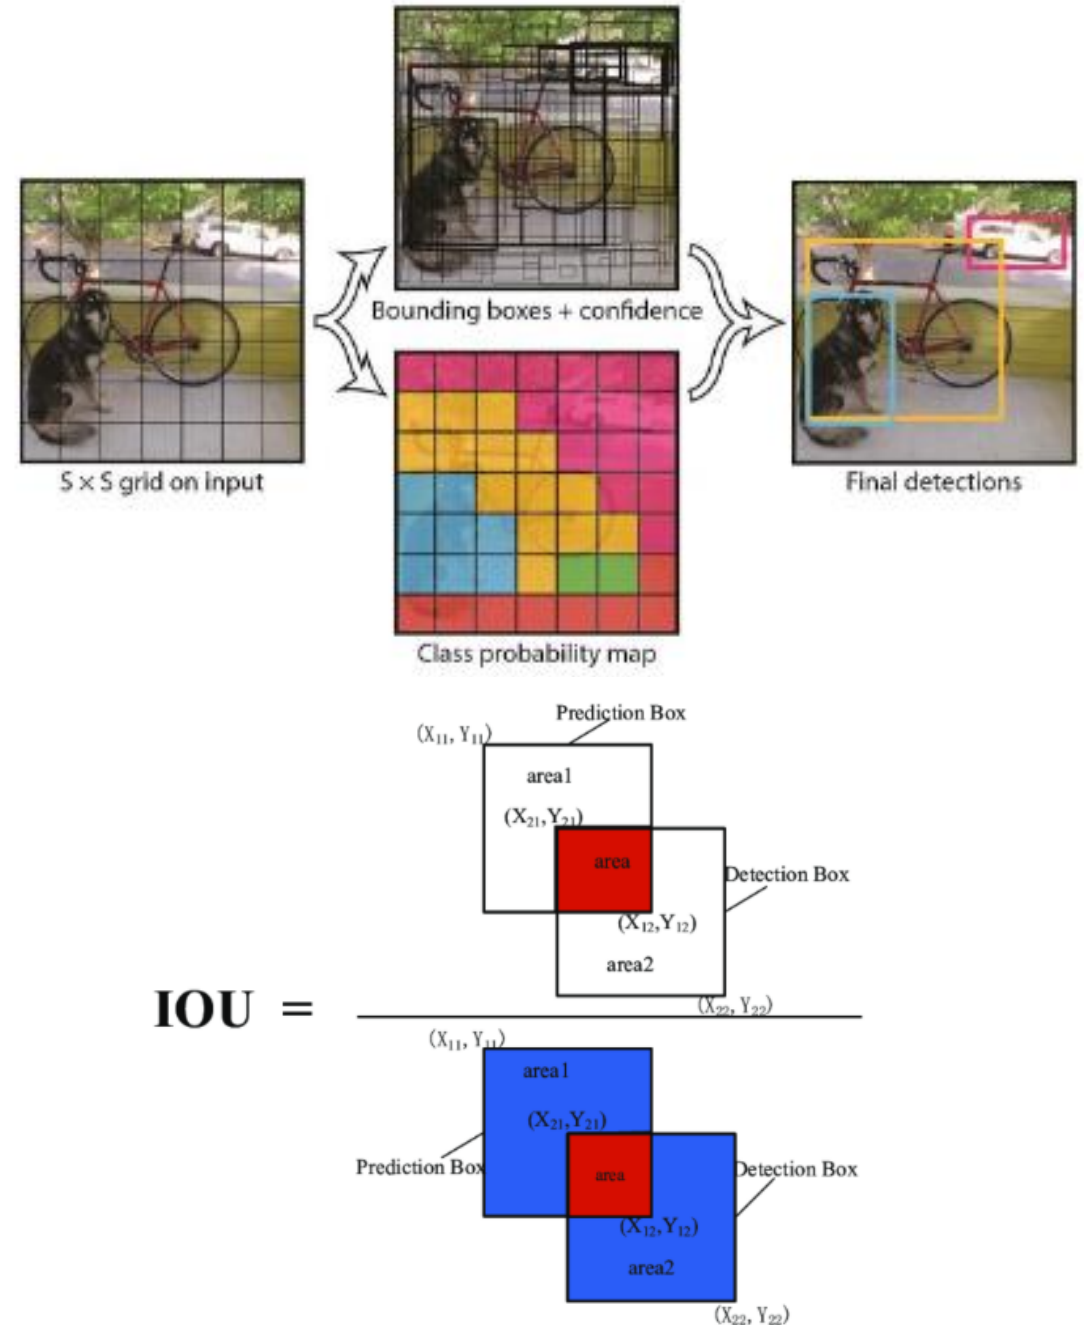 Bounding boxes + confidence
S × S grid on input
Final detections
Class probability map
Prediction Box
(X₁₁, Y₁₁)
area1
(X₂₁,Y₂₁)
area
Detection Box
(X₁₂,Y₁₂)
area2
(X₂₂, Y₂₂)
IOU =
(X₁₁, Y₁₁)
area1
(X₂₁,Y₂₁)
Prediction Box
area
Detection Box
(X₁₂,Y₁₂)
area2
(X₂₂, Y₂₂)